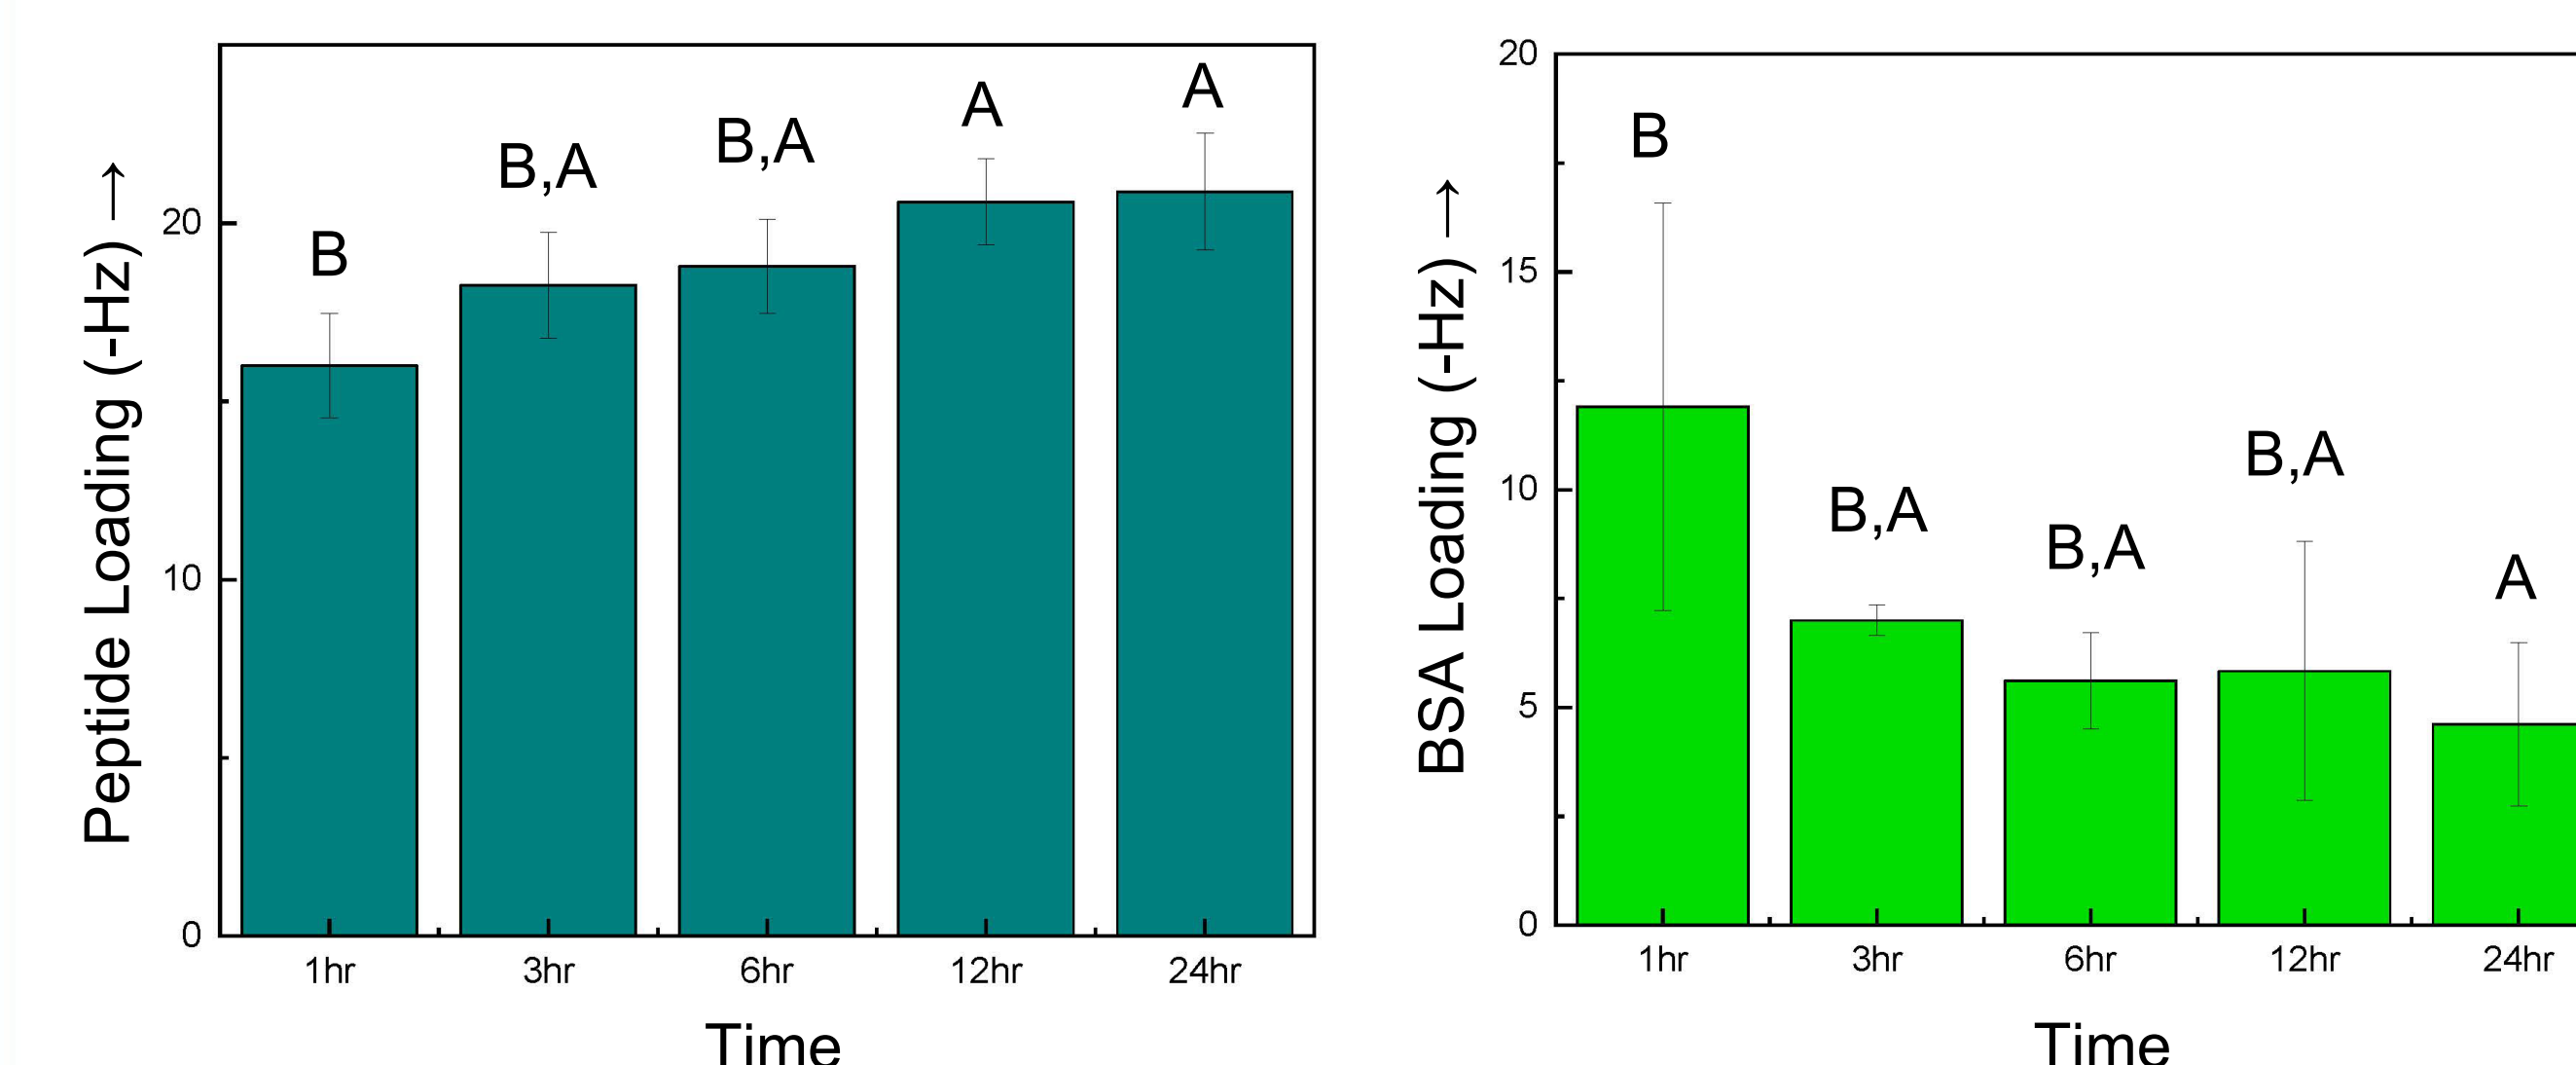 Peptide Loading (-Hz) →
20
10
0
B
B,A
B,A
A
A
1hr 3hr 6hr 12hr 24hr
Time
BSA Loading (-Hz) →
20
15
10
5
0
B
B,A
B,A
B,A
A
1hr 3hr 6hr 12hr 24hr
Time